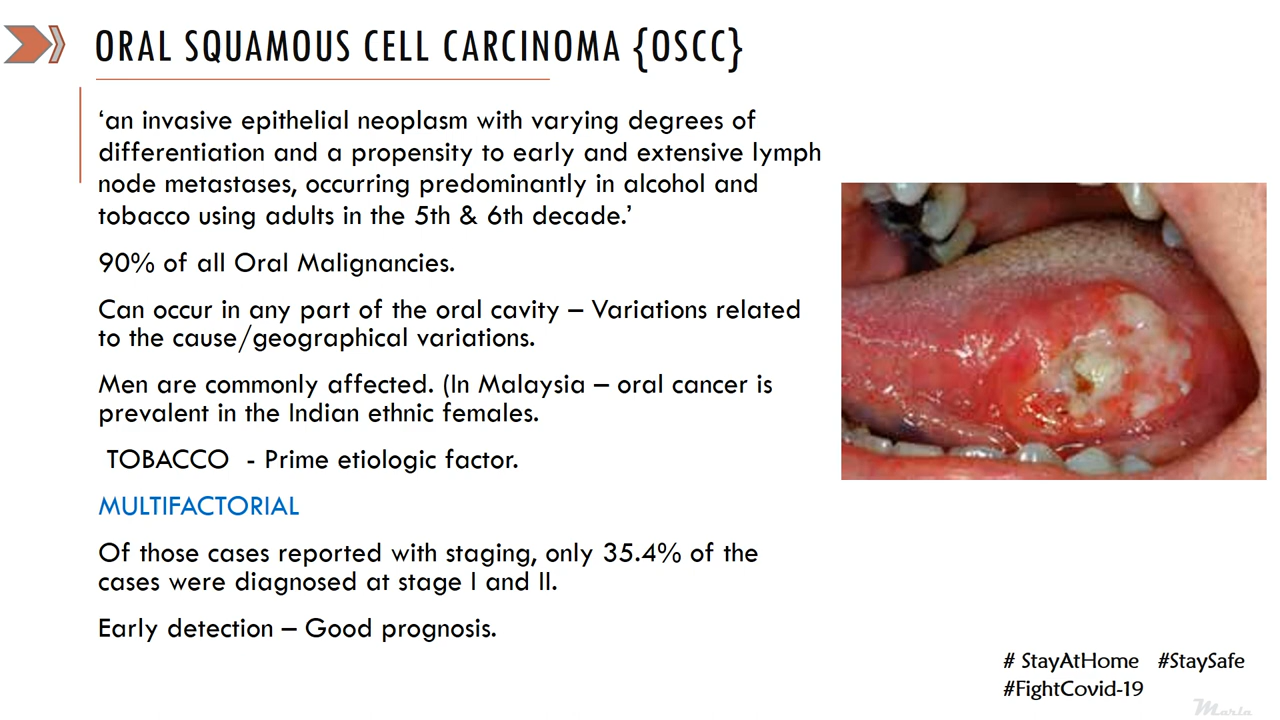 ORAL SQUAMOUS CELL CARCINOMA {OSCC}
‘an invasive epithelial neoplasm with varying degrees of
differentiation and a propensity to early and extensive lymph
node metastases, occurring predominantly in alcohol and
tobacco using adults in the 5th & 6th decade.’
90% of all Oral Malignancies.
Can occur in any part of the oral cavity – Variations related
to the cause/geographical variations.
Men are commonly affected. (In Malaysia – oral cancer is
prevalent in the Indian ethnic females.
TOBACCO - Prime etiologic factor.
MULTIFACTORIAL
Of those cases reported with staging, only 35.4% of the
cases were diagnosed at stage I and II.
Early detection – Good prognosis.
# StayAtHome #StaySafe
#FightCovid-19